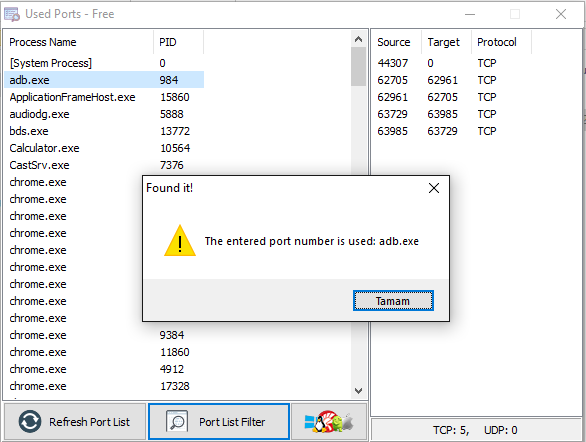 Used Ports - Free
Process Name PID
[System Process] 0
adb.exe 984
ApplicationFrameHost.exe 15860
audiodg.exe 5888
bds.exe 13772
Calculator.exe 10564
CastSrv.exe 7376
chrome.exe
chrome.exe
chrome.exe
chrome.exe
chrome.exe
chrome.exe
chrome.exe
chrome.exe
chrome.exe
chrome.exe 9384
chrome.exe 11860
chrome.exe 4912
chrome.exe 17328
Source Target Protocol
44307 0 TCP
62705 62961 TCP
62961 62705 TCP
63729 63985 TCP
63985 63729 TCP
Found it!
The entered port number is used: adb.exe
Tamam
Refresh Port List
Port List Filter
TCP: 5, UDP: 0